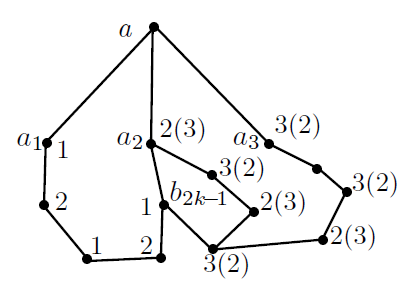 a
3(2)
2(3)
a₁ 1 a₂ a₃
3(2)
3(2)
b₂ₖ₋₁
2 1 2(3)
2(3)
1 2
3(2)